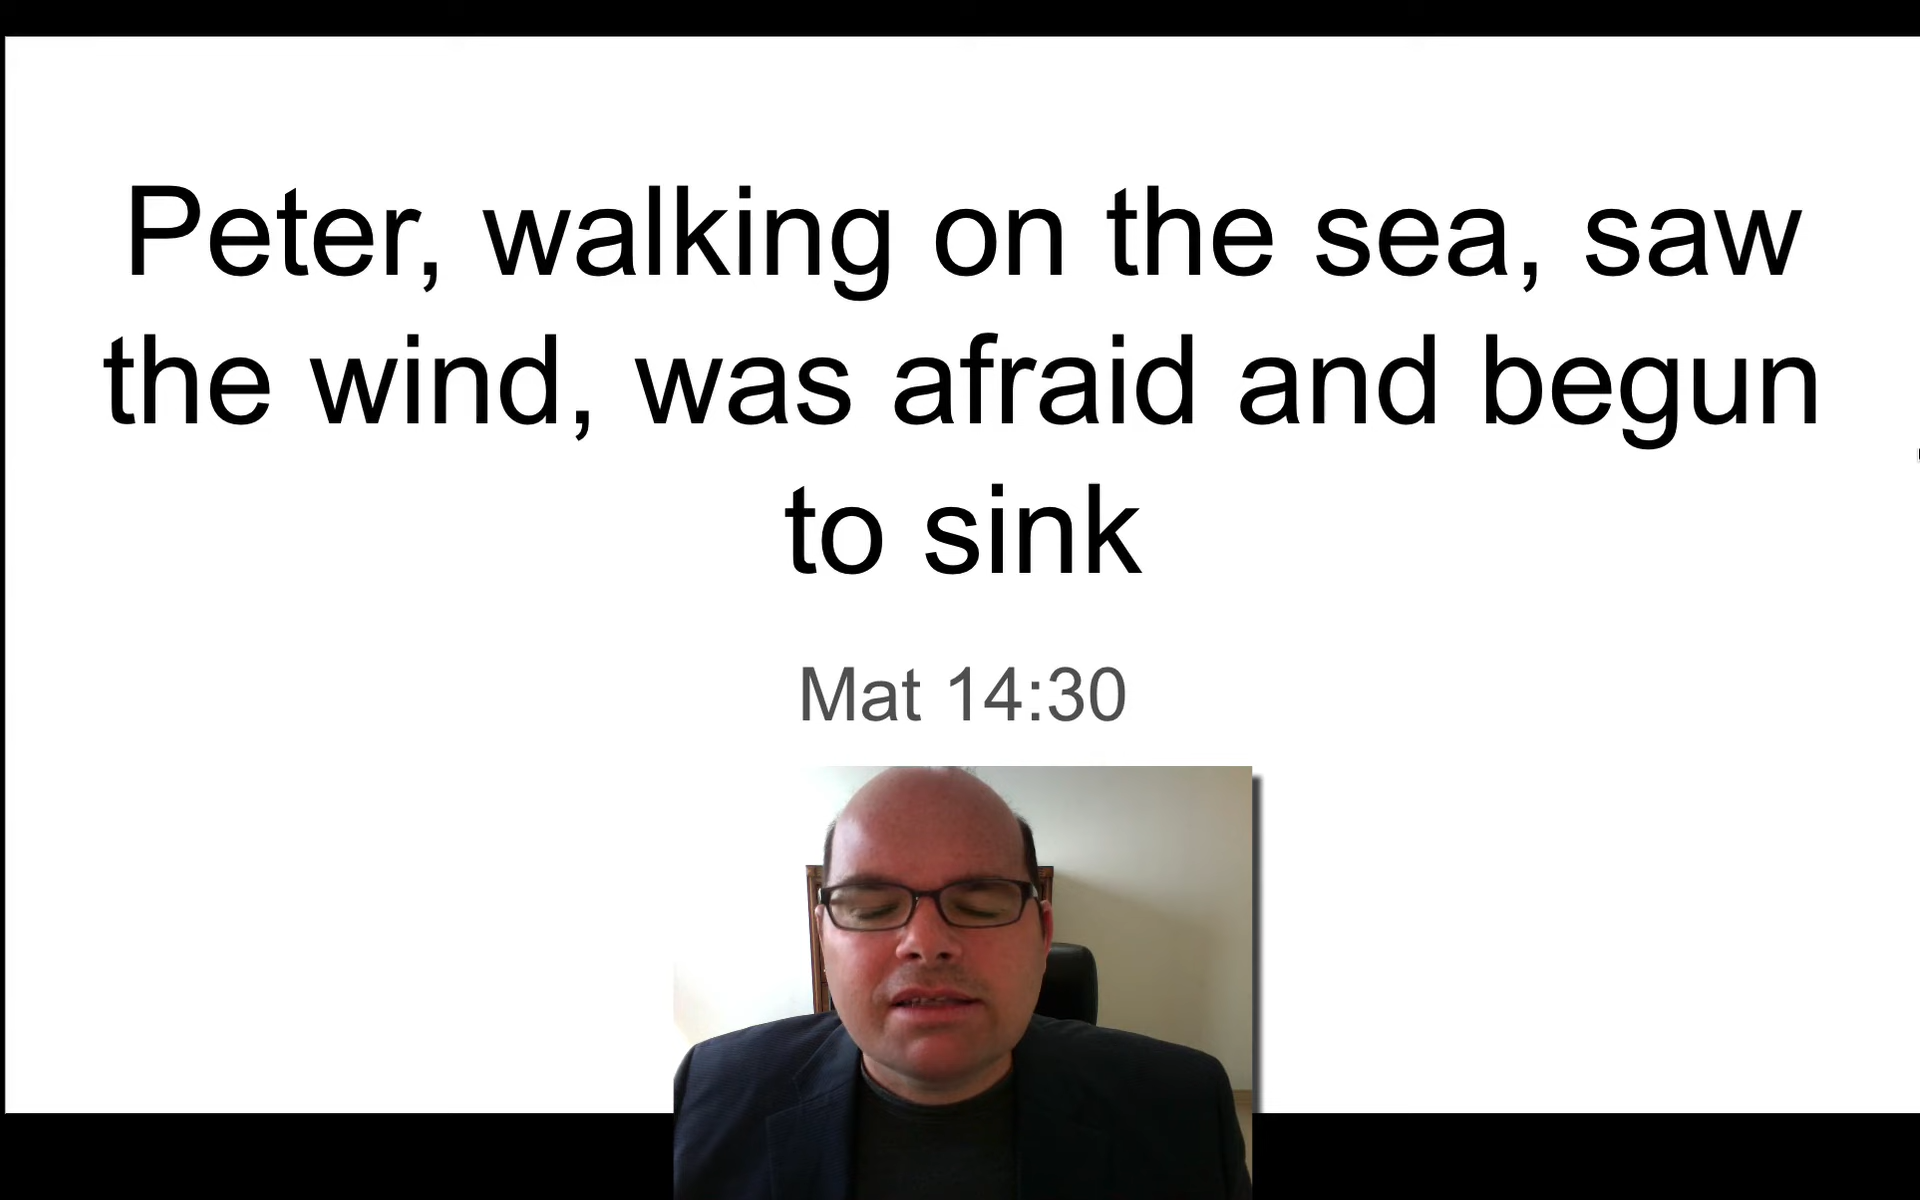 Peter, walking on the sea, saw
the wind, was afraid and begun
to sink
Mat 14:30